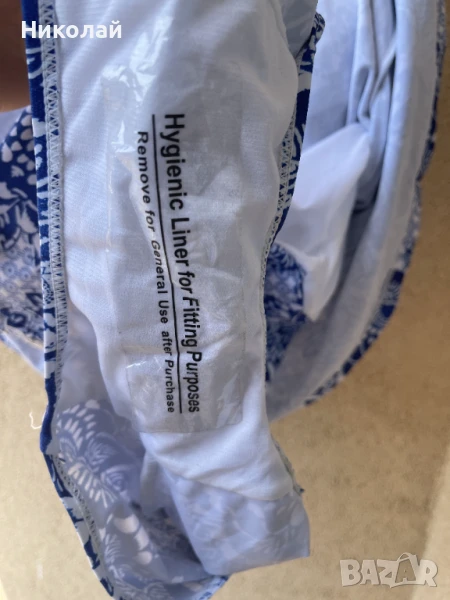 Николай
Hygienic Liner for Fitting Purposes
Remove for General Use after Purchase
BAZAR